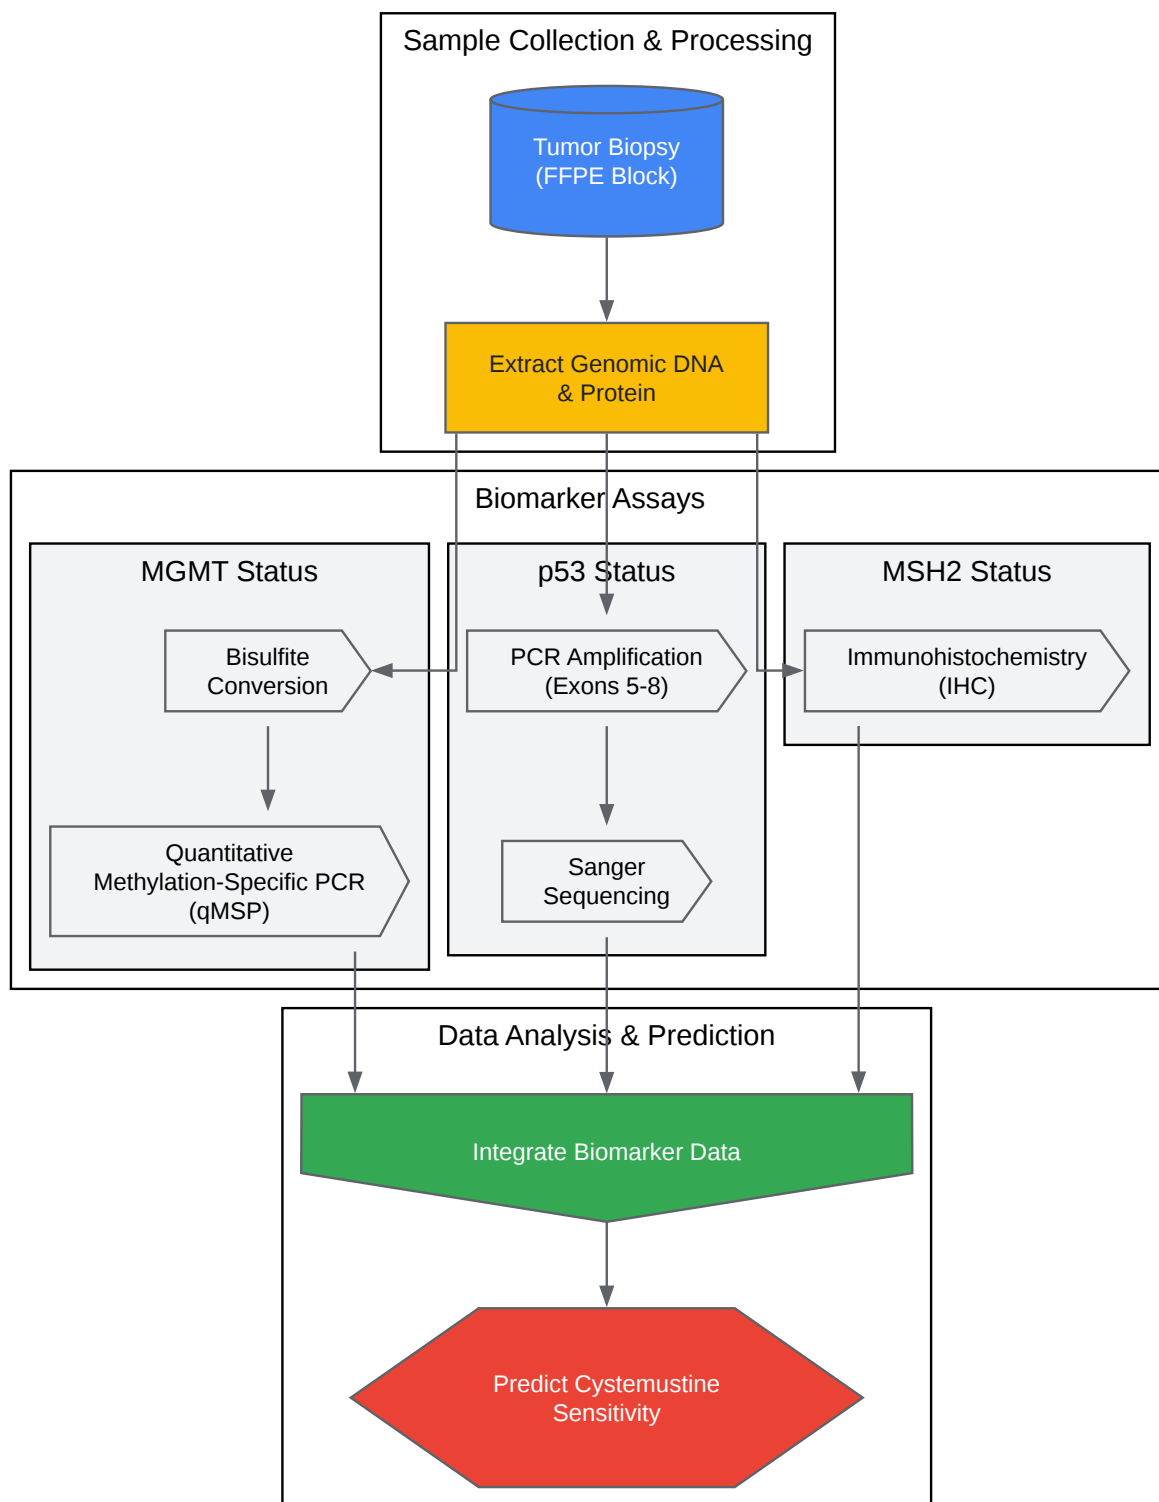 Sample Collection & Processing
Tumor Biopsy
(FFPE Block)
Extract Genomic DNA
& Protein
Biomarker Assays
MGMT Status
Bisulfite
Conversion
Quantitative
Methylation-Specific PCR
(qMSP)
p53 Status
PCR Amplification
(Exons 5-8)
Sanger
Sequencing
MSH2 Status
Immunohistochemistry
(IHC)
Data Analysis & Prediction
Integrate Biomarker Data
Predict Cystemustine
Sensitivity